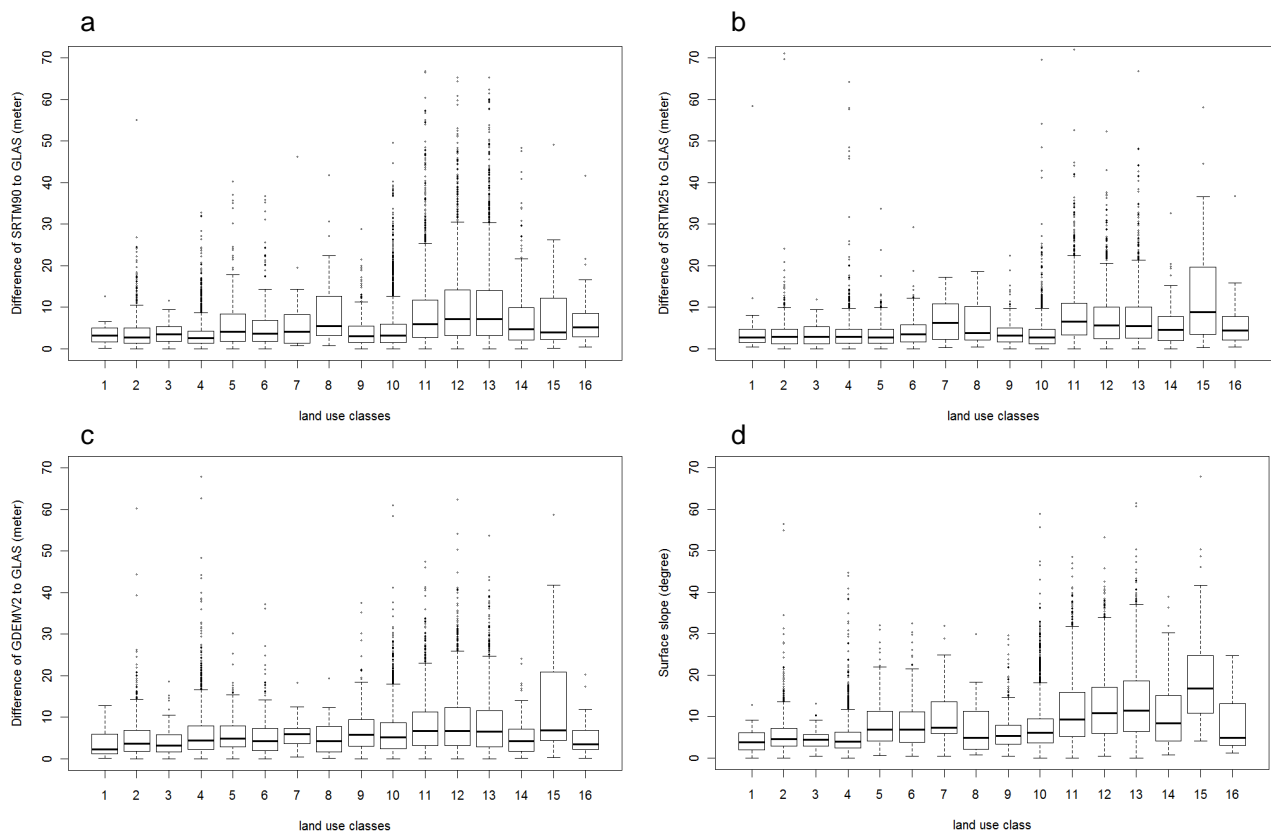 a
Difference of SRTM90 to GLAS (meter)
0 10 20 30 40 50 60 70
1 2 3 4 5 6 7 8 9 10 11 12 13 14 15 16
land use classes
b
Difference of SRTM25 to GLAS (meter)
0 10 20 30 40 50 60 70
1 2 3 4 5 6 7 8 9 10 11 12 13 14 15 16
land use classes
c
Difference of GDEMV2 to GLAS (meter)
0 10 20 30 40 50 60 70
1 2 3 4 5 6 7 8 9 10 11 12 13 14 15 16
land use classes
d
Surface slope (degree)
0 10 20 30 40 50 60 70
1 2 3 4 5 6 7 8 9 10 11 12 13 14 15 16
land use class